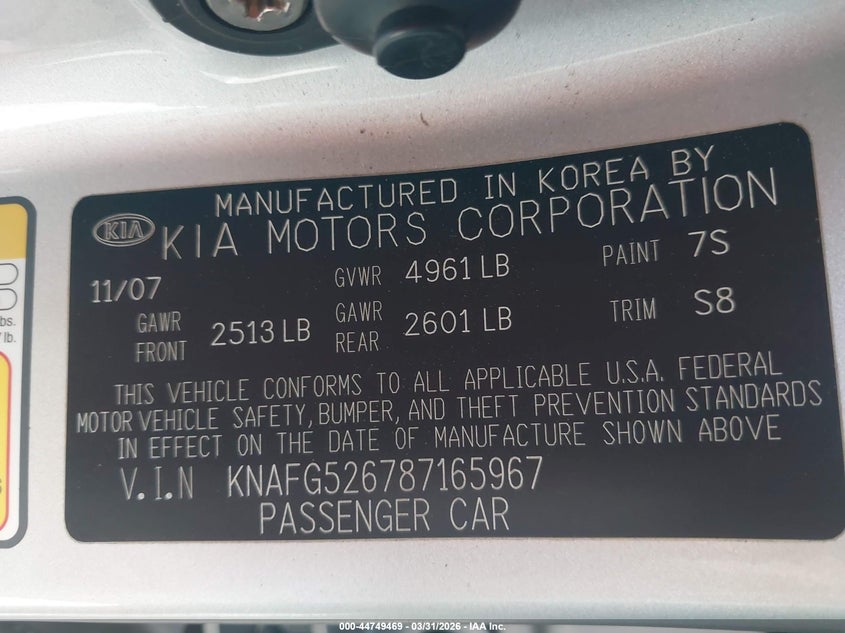 MANUFACTURED IN KOREA BY
KIA
KIA MOTORS CORPORATION
11/07
GVWR 4961 LB
PAINT 7S
GAWR FRONT 2513 LB
GAWR REAR 2601 LB
TRIM S8
THIS VEHICLE CONFORMS TO ALL APPLICABLE U.S.A. FEDERAL
MOTOR VEHICLE SAFETY, BUMPER, AND THEFT PREVENTION STANDARDS
IN EFFECT ON THE DATE OF MANUFACTURE SHOWN ABOVE
V.I.N KNAFG526787165967
PASSENGER CAR
bs.
lb.
S
000-44749469 - 03/31/2026 - IAA Inc.